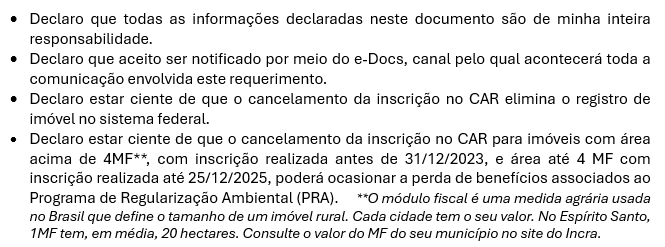 • Declaro que todas as informações declaradas neste documento são de minha inteira
responsabilidade.
• Declaro que aceito ser notificado por meio do e-Docs, canal pelo qual acontecerá toda a
comunicação envolvida este requerimento.
• Declaro estar ciente de que o cancelamento da inscrição no CAR elimina o registro de
imóvel no sistema federal.
• Declaro estar ciente de que o cancelamento da inscrição no CAR para imóveis com área
acima de 4MF**, com inscrição realizada antes de 31/12/2023, e área até 4 MF com
inscrição realizada até 25/12/2025, poderá ocasionar a perda de benefícios associados ao
Programa de Regularização Ambiental (PRA). **O módulo fiscal é uma medida agrária usada
no Brasil que define o tamanho de um imóvel rural. Cada cidade tem o seu valor. No Espírito Santo,
1MF tem, em média, 20 hectares. Consulte o valor do MF do seu município no site do Incra.